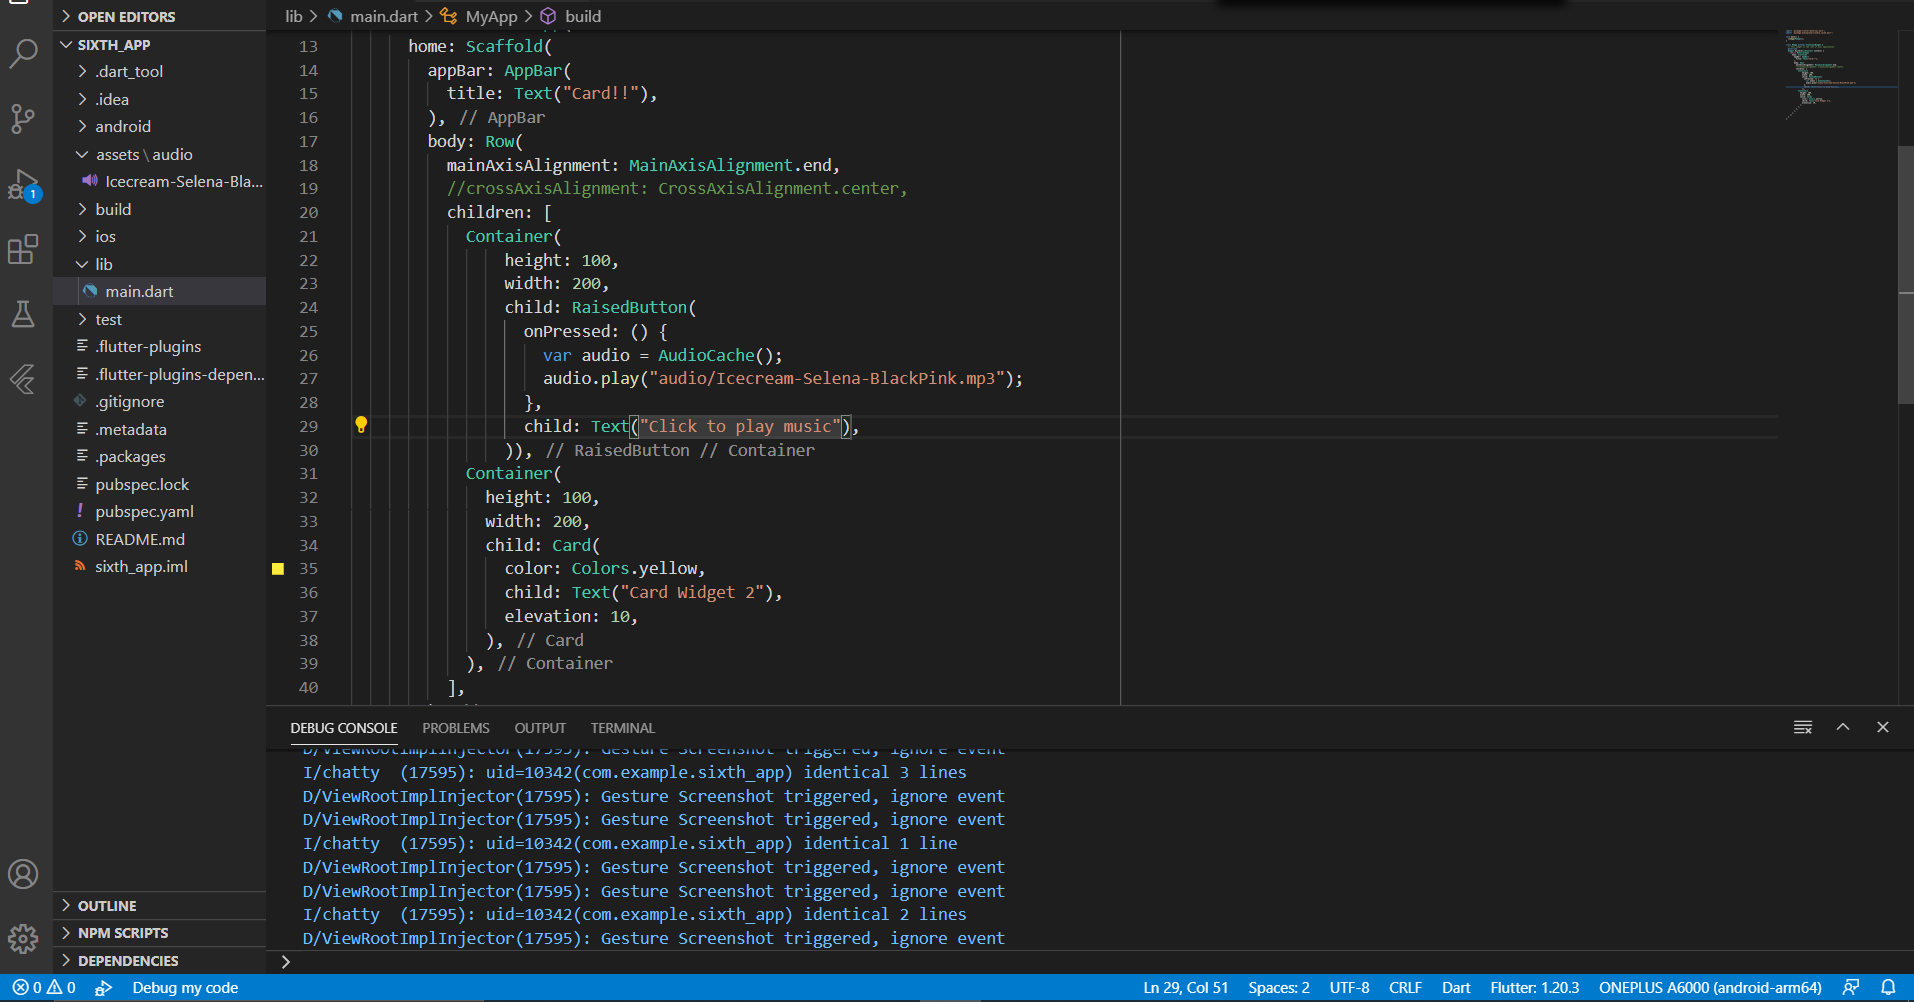 OPEN EDITORS
SIXTH_APP
.dart_tool
.idea
android
assets\audio
Icecream-Selena-Bla...
build
ios
lib
main.dart
test
.flutter-plugins
.flutter-plugins-depen...
.gitignore
.metadata
.packages
pubspec.lock
! pubspec.yaml
README.md
sixth_app.iml
OUTLINE
NPM SCRIPTS
DEPENDENCIES
1
lib > main.dart > MyApp > build
13 home: Scaffold(
14 appBar: AppBar(
15 title: Text("Card!!"),
16 ), // AppBar
17 body: Row(
18 mainAxisAlignment: MainAxisAlignment.end,
19 //crossAxisAlignment: CrossAxisAlignment.center,
20 children: [
21 Container(
22 height: 100,
23 width: 200,
24 child: RaisedButton(
25 onPressed: () {
26 var audio = AudioCache();
27 audio.play("audio/Icecream-Selena-BlackPink.mp3");
28 },
29 child: Text("Click to play music"),
30 )), // RaisedButton // Container
31 Container(
32 height: 100,
33 width: 200,
34 child: Card(
35 color: Colors.yellow,
36 child: Text("Card Widget 2"),
37 elevation: 10,
38 ), // Card
39 ), // Container
40 ],
DEBUG CONSOLE PROBLEMS OUTPUT TERMINAL
D/ViewRootImplInjector(17595): Gesture Screenshot triggered, ignore event
I/chatty  (17595): uid=10342(com.example.sixth_app) identical 3 lines
D/ViewRootImplInjector(17595): Gesture Screenshot triggered, ignore event
D/ViewRootImplInjector(17595): Gesture Screenshot triggered, ignore event
I/chatty  (17595): uid=10342(com.example.sixth_app) identical 1 line
D/ViewRootImplInjector(17595): Gesture Screenshot triggered, ignore event
D/ViewRootImplInjector(17595): Gesture Screenshot triggered, ignore event
I/chatty  (17595): uid=10342(com.example.sixth_app) identical 2 lines
D/ViewRootImplInjector(17595): Gesture Screenshot triggered, ignore event
>
0 0 Debug my code Ln 29, Col 51 Spaces: 2 UTF-8 CRLF Dart Flutter: 1.20.3 ONEPLUS A6000 (android-arm64)